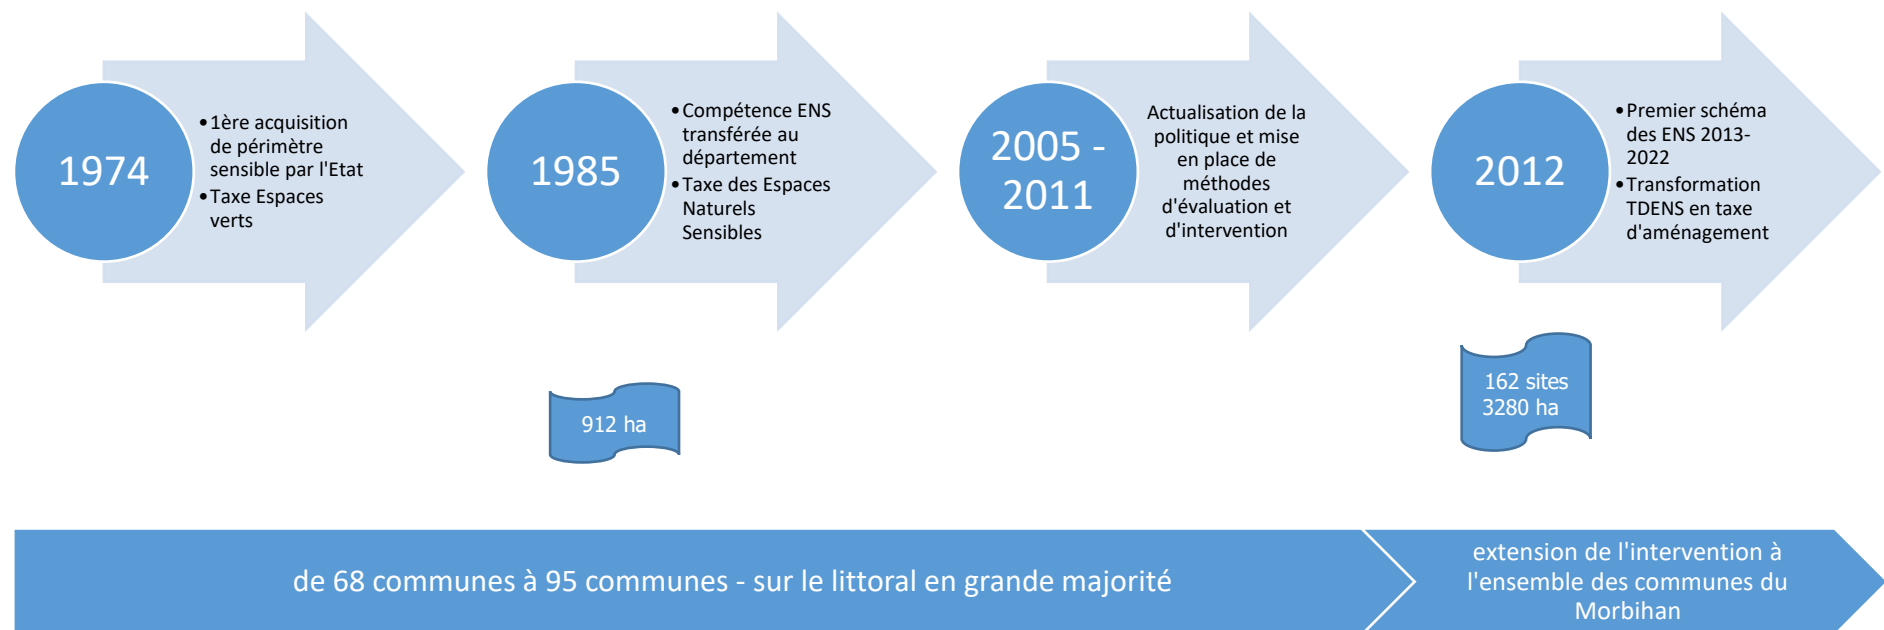 1974
•1ère acquisition
de périmètre
sensible par l'Etat
•Taxe Espaces
verts
1985
•Compétence ENS
transférée au
département
•Taxe des Espaces
Naturels
Sensibles
2005 -
2011
Actualisation de la
politique et mise
en place de
méthodes
d'évaluation et
d'intervention
2012
•Premier schéma
des ENS 2013-
2022
•Transformation
TDENS en taxe
d'aménagement
912 ha
162 sites
3280 ha
de 68 communes à 95 communes - sur le littoral en grande majorité
extension de l'intervention à
l'ensemble des communes du
Morbihan